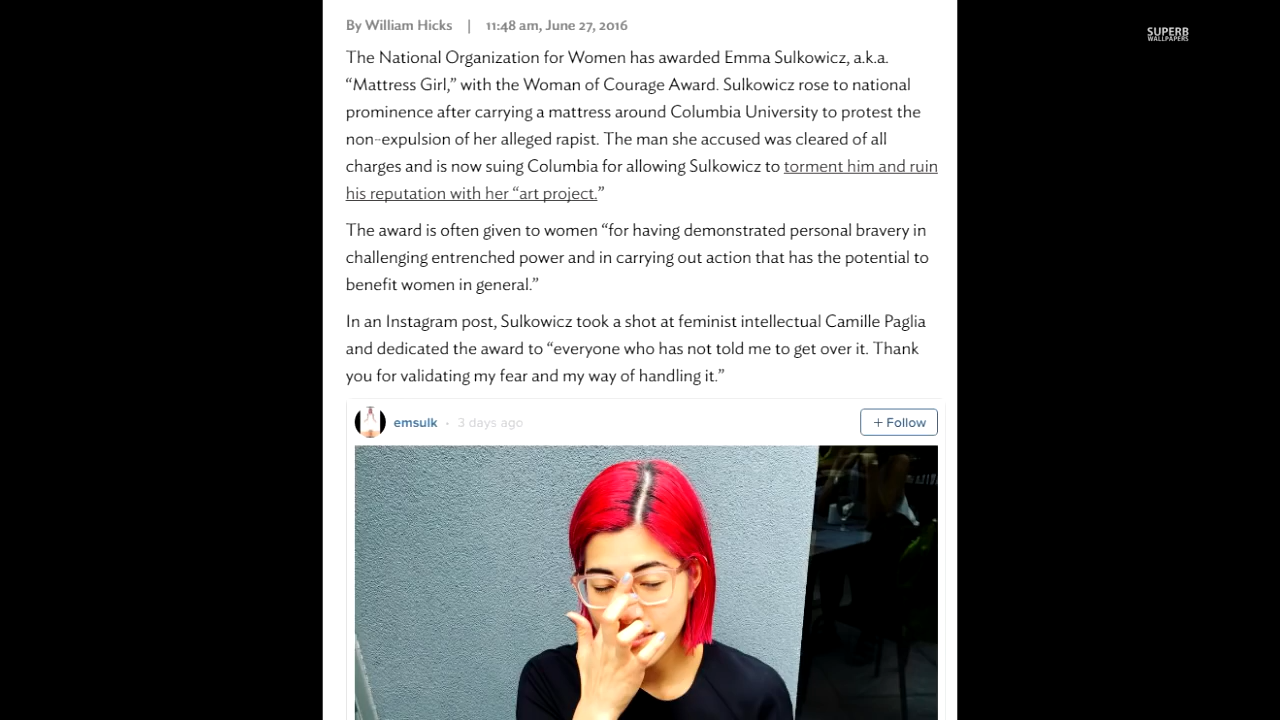 By William Hicks | 11:48 am, June 27, 2016
SUPERB
WALLPAPERS
The National Organization for Women has awarded Emma Sulkowicz, a.k.a.
“Mattress Girl,” with the Woman of Courage Award. Sulkowicz rose to national
prominence after carrying a mattress around Columbia University to protest the
non-expulsion of her alleged rapist. The man she accused was cleared of all
charges and is now suing Columbia for allowing Sulkowicz to torment him and ruin
his reputation with her “art project.”
The award is often given to women “for having demonstrated personal bravery in
challenging entrenched power and in carrying out action that has the potential to
benefit women in general.”
In an Instagram post, Sulkowicz took a shot at feminist intellectual Camille Paglia
and dedicated the award to “everyone who has not told me to get over it. Thank
you for validating my fear and my way of handling it.”
emsulk · 3 days ago
+ Follow